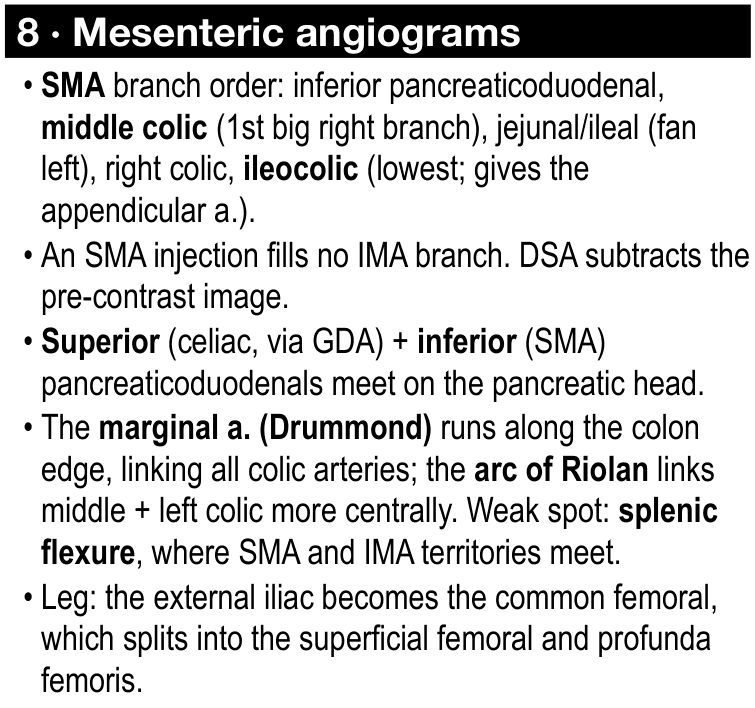 8 · Mesenteric angiograms
• SMA branch order: inferior pancreaticoduodenal,
middle colic (1st big right branch), jejunal/ileal (fan
left), right colic, ileocolic (lowest; gives the
appendicular a.).
• An SMA injection fills no IMA branch. DSA subtracts the
pre-contrast image.
• Superior (celiac, via GDA) + inferior (SMA)
pancreaticoduodenals meet on the pancreatic head.
• The marginal a. (Drummond) runs along the colon
edge, linking all colic arteries; the arc of Riolan links
middle + left colic more centrally. Weak spot: splenic
flexure, where SMA and IMA territories meet.
• Leg: the external iliac becomes the common femoral,
which splits into the superficial femoral and profunda
femoris.